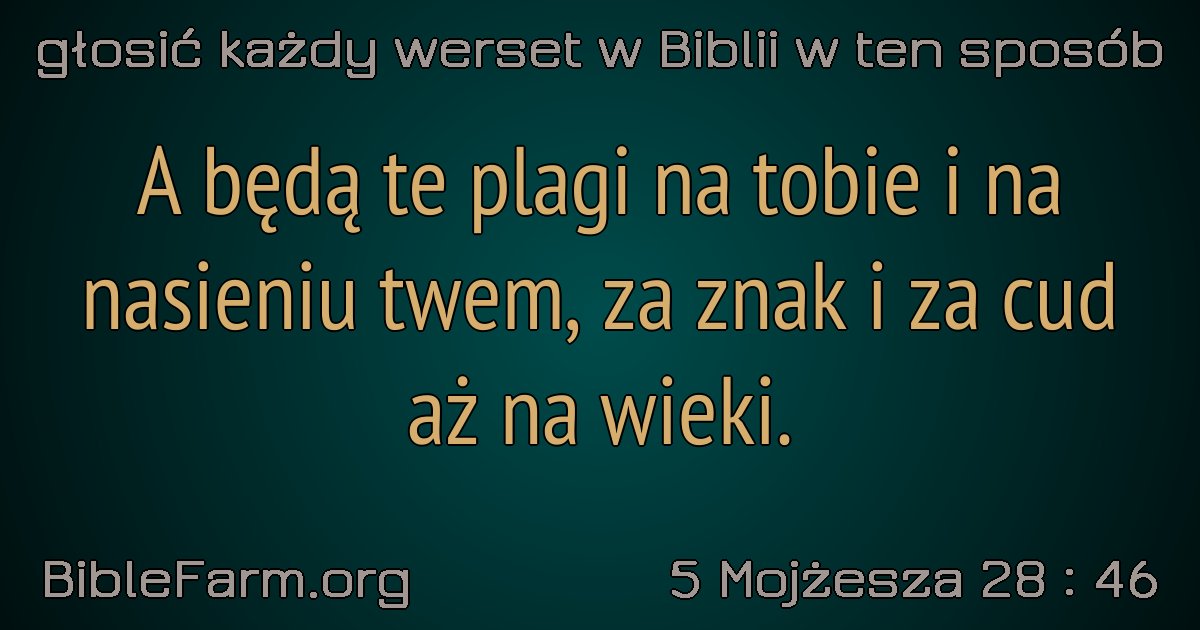 głosić każdy werset w Biblii w ten sposób
A będą te plagi na tobie i na
nasieniu twem, za znak i za cud
aż na wieki.
BibleFarm.org
5 Mojżesza 28 : 46